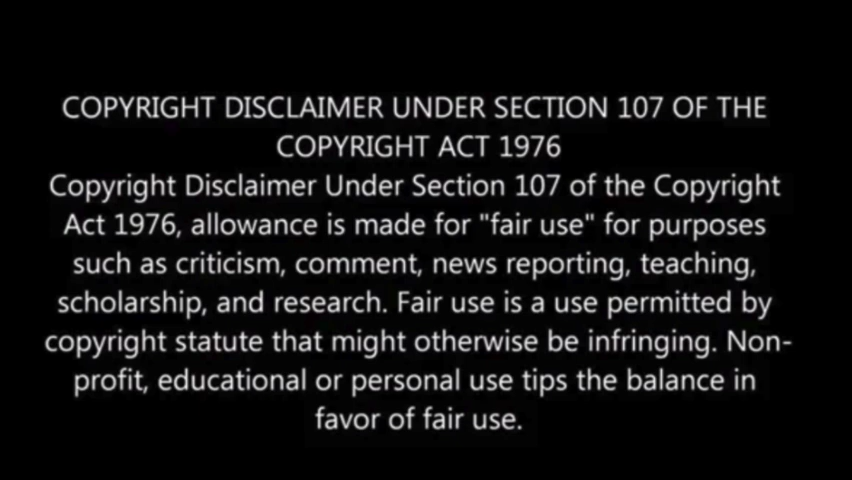 COPYRIGHT DISCLAIMER UNDER SECTION 107 OF THE
COPYRIGHT ACT 1976
Copyright Disclaimer Under Section 107 of the Copyright
Act 1976, allowance is made for "fair use" for purposes
such as criticism, comment, news reporting, teaching,
scholarship, and research. Fair use is a use permitted by
copyright statute that might otherwise be infringing. Non-
profit, educational or personal use tips the balance in
favor of fair use.